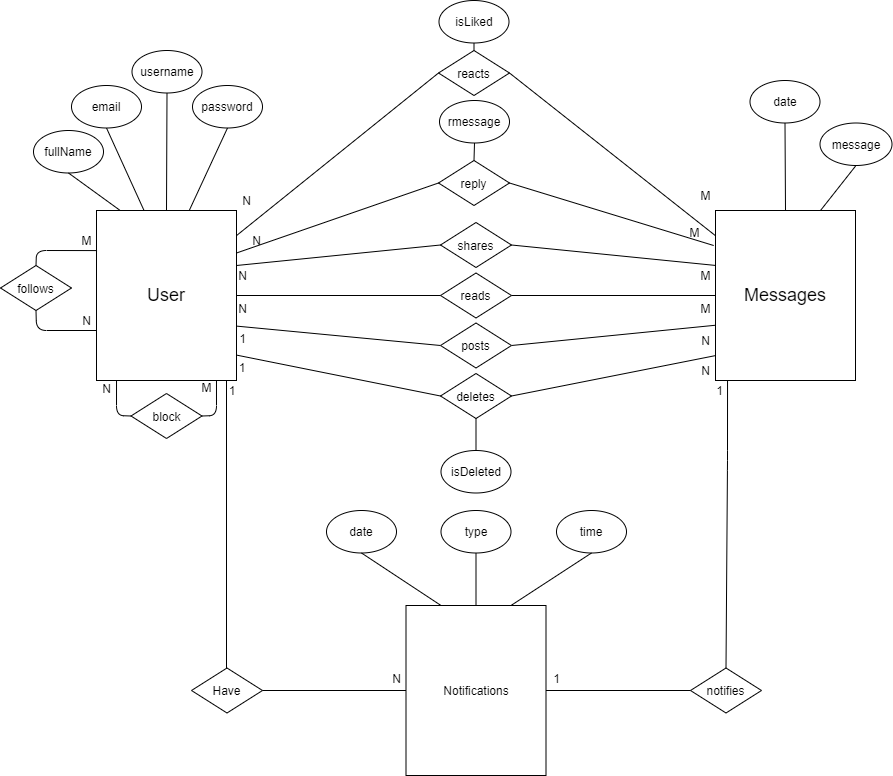 isLiked
reacts
username
email
password
fullName
rmessage
date
message
reply
N
M
N
M
M
shares
N
M
follows
User
reads
Messages
N
M
N
1
posts
N
1
deletes
N
N
M
1
1
block
isDeleted
date
type
time
Have
N
Notifications
1
notifies